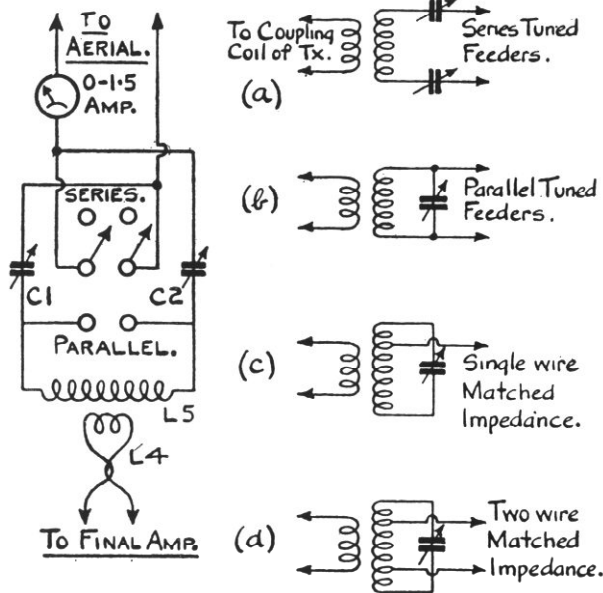 TO
AERIAL.
0-1·5
AMP.
SERIES.
C1
C2
PARALLEL.
L5
L4
TO FINAL AMP.
To Coupling
Coil of Tx.
(a)
Series Tuned
Feeders.
(b)
Parallel Tuned
Feeders.
(c)
Single wire
Matched
Impedance.
(d)
Two wire
Matched
Impedance.